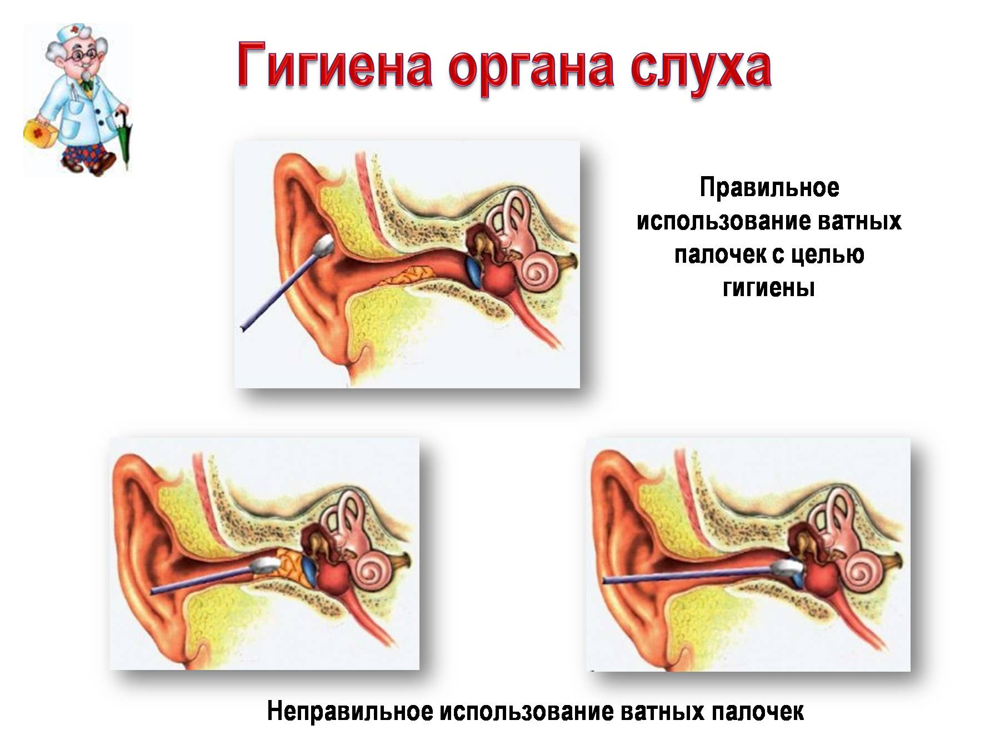 Гигиена органа слуха
Правильное
использование ватных
палочек с целью
гигиены
Неправильное использование ватных палочек